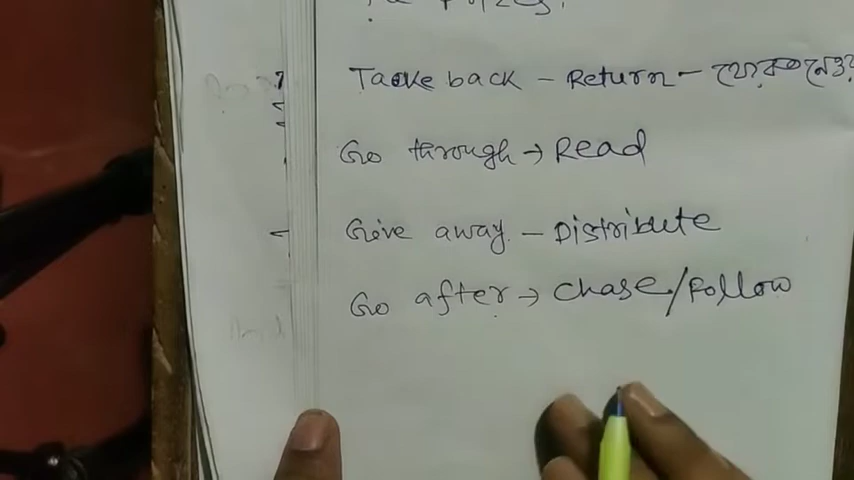 Take back - Return -
Go through → Read
Give away - Distribute
Go after → Chase/Follow